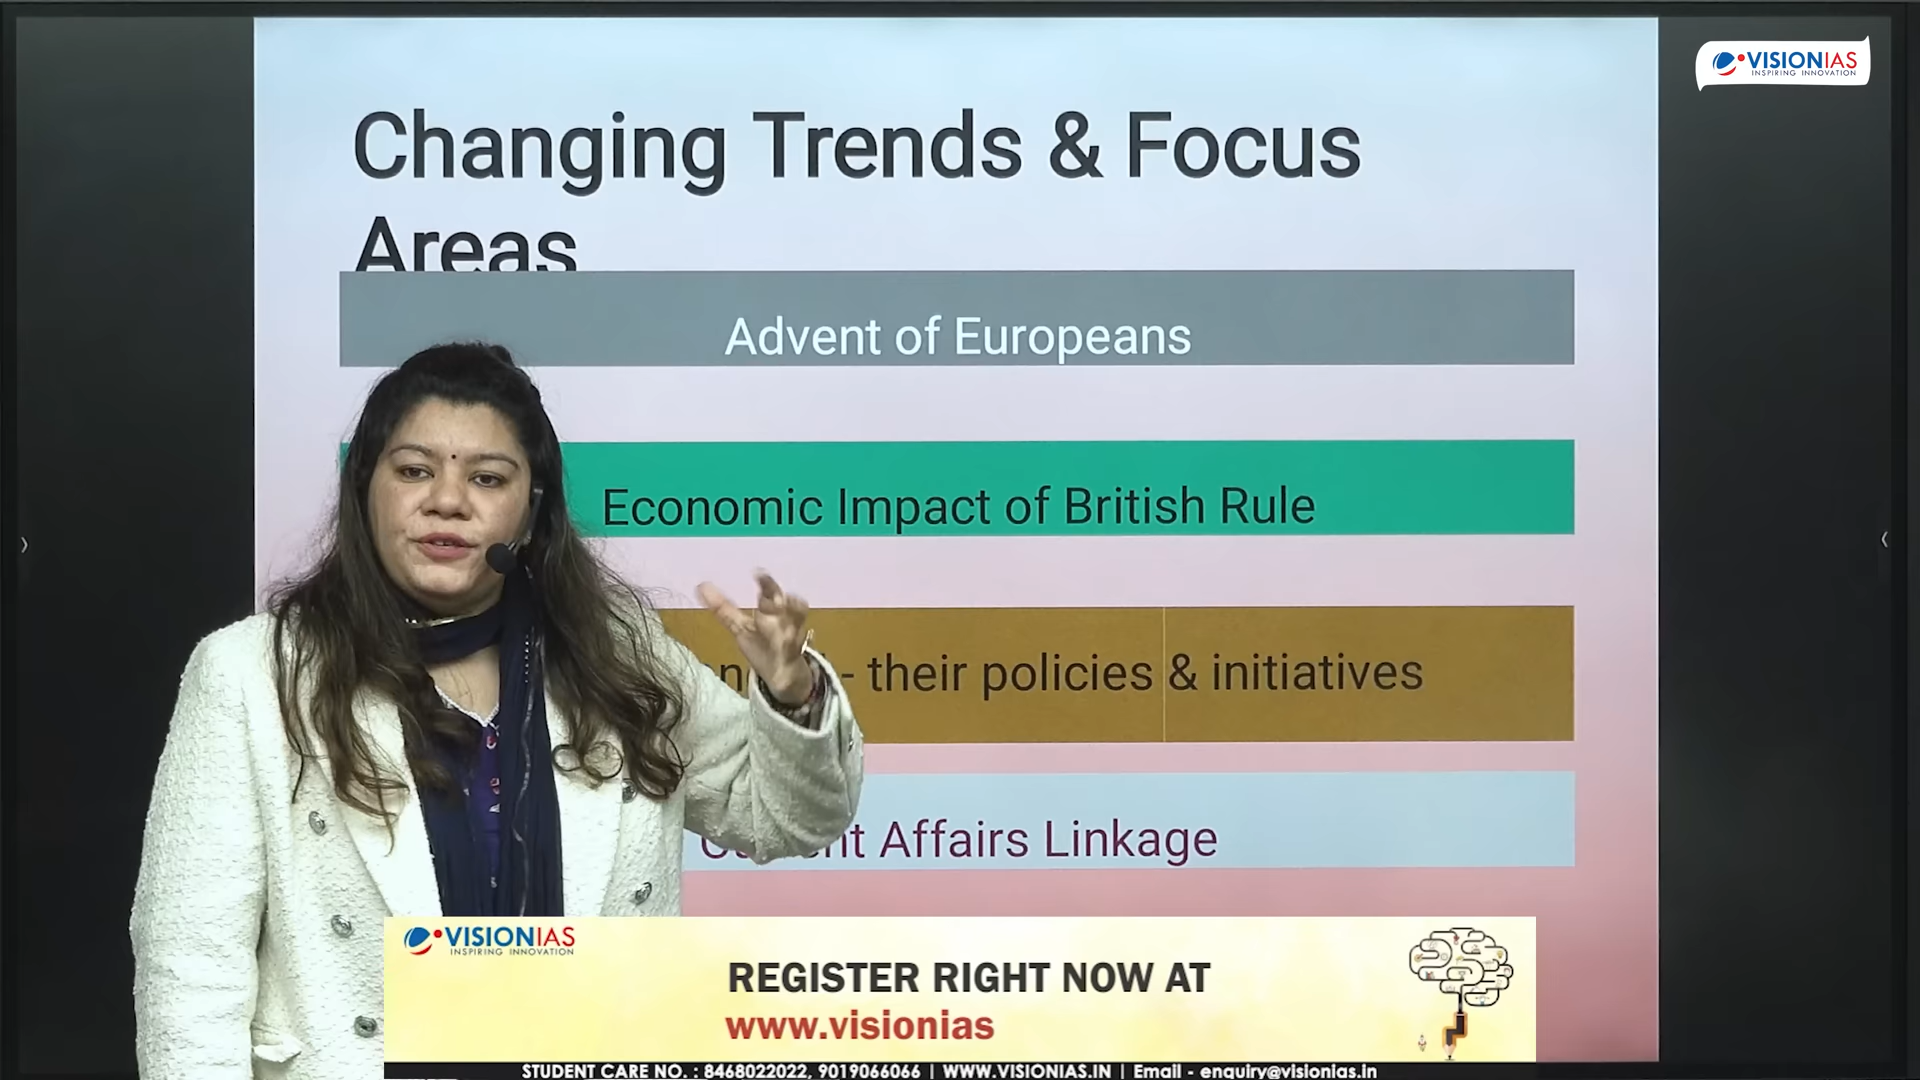 VISIONIAS
INSPIRING INNOVATION
Changing Trends & Focus
Areas
Advent of Europeans
Economic Impact of British Rule
- their policies & initiatives
Affairs Linkage
VISIONIAS
INSPIRING INNOVATION
REGISTER RIGHT NOW AT
www.visionias
STUDENT CARE NO. : 8468022022, 9019066066 | WWW.VISIONIAS.IN | Email - enquiry@visionias.in